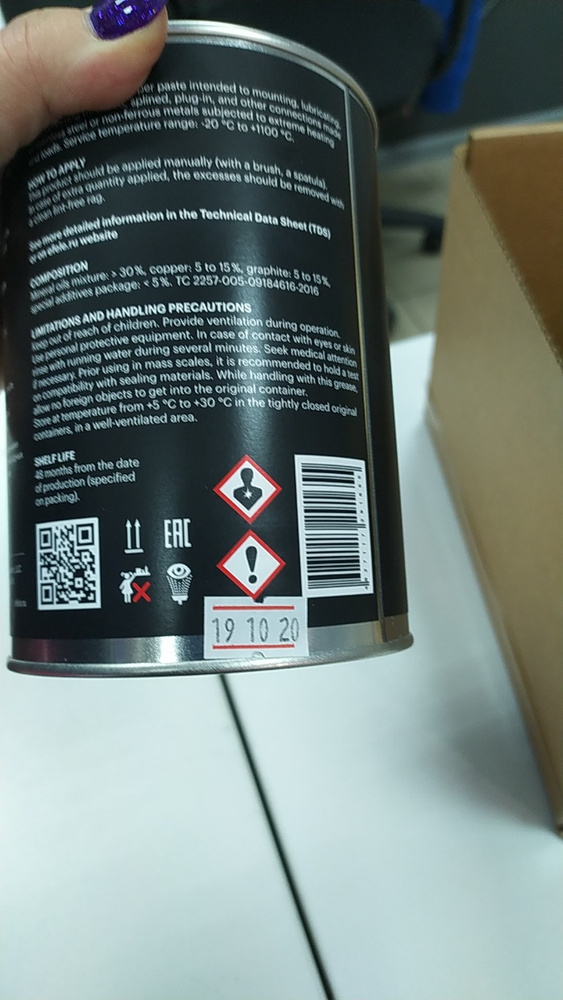 per paste intended to mounting, lubricating
splined, plug-in, and other connections made
steel or non-ferrous metals subjected to extreme heating
loads. Service temperature range: -20 °C to +1100 °C.
HOW TO APPLY
The product should be applied manually (with a brush, a spatula).
In case of extra quantity applied, the excesses should be removed with
a clean lint-free rag.
See more detailed information in the Technical Data Sheet (TDS)
or on efele.ru website
COMPOSITION
Mineral oils mixture: > 30%, copper: 5 to 15%, graphite: 5 to 15%,
special additives package: < 5%. TC 2257-005-09184616-2016
LIMITATIONS AND HANDLING PRECAUTIONS
Keep out of reach of children. Provide ventilation during operation.
Use personal protective equipment. In case of contact with eyes or skin
with running water during several minutes. Seek medical attention
if necessary. Prior using in mass scales, it is recommended to hold a test
on compatibility with sealing materials. While handling with this grease,
allow no foreign objects to get into the original container.
Store at temperature from +5 °C to +30 °C in the tightly closed original
containers, in a well-ventilated area.
SHELF LIFE
48 months from the date
of production (specified
on packing).
EAC
19 10 20